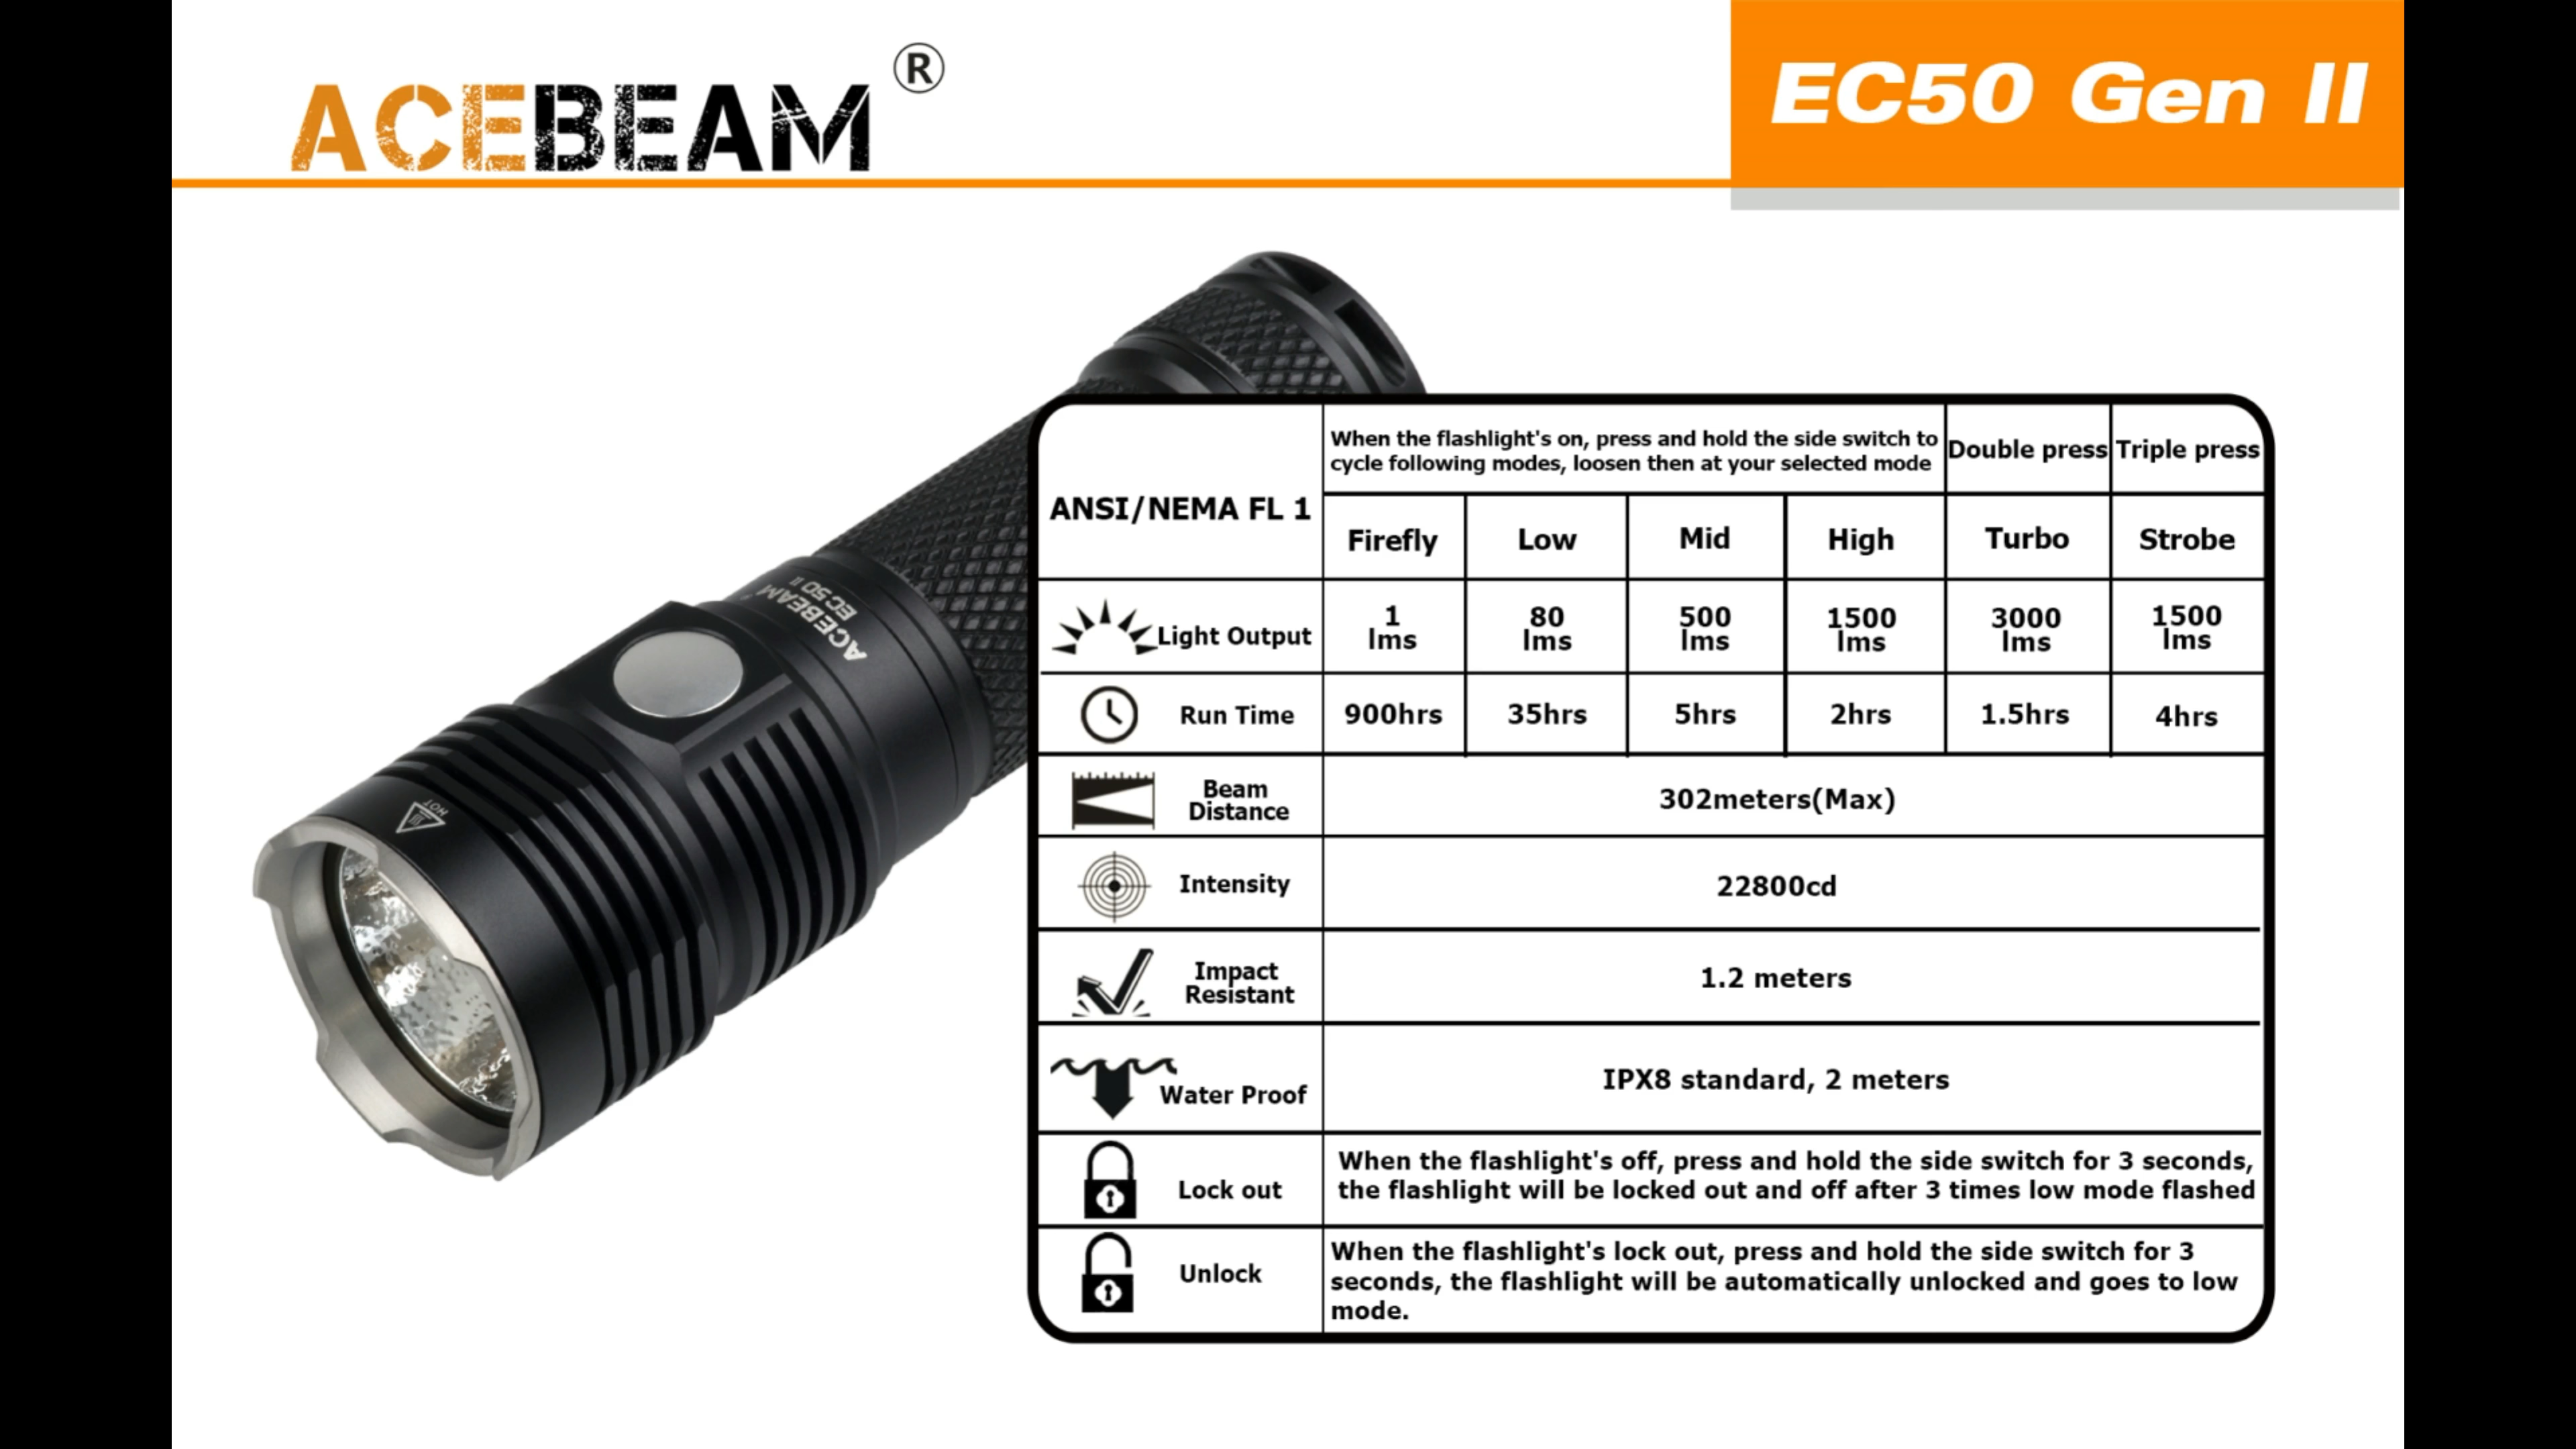 ACEBEAM ®
EC50 Gen II
ACEBEAM ®
EC50 II
HOT
ANSI/NEMA FL 1
When the flashlight's on, press and hold the side switch to
cycle following modes, loosen then at your selected mode
Double press
Triple press
Firefly
Low
Mid
High
Turbo
Strobe
Light Output
1
lms
80
lms
500
lms
1500
lms
3000
lms
1500
lms
Run Time
900hrs
35hrs
5hrs
2hrs
1.5hrs
4hrs
Beam
Distance
302meters(Max)
Intensity
22800cd
Impact
Resistant
1.2 meters
Water Proof
IPX8 standard, 2 meters
Lock out
When the flashlight's off, press and hold the side switch for 3 seconds,
the flashlight will be locked out and off after 3 times low mode flashed
Unlock
When the flashlight's lock out, press and hold the side switch for 3
seconds, the flashlight will be automatically unlocked and goes to low
mode.